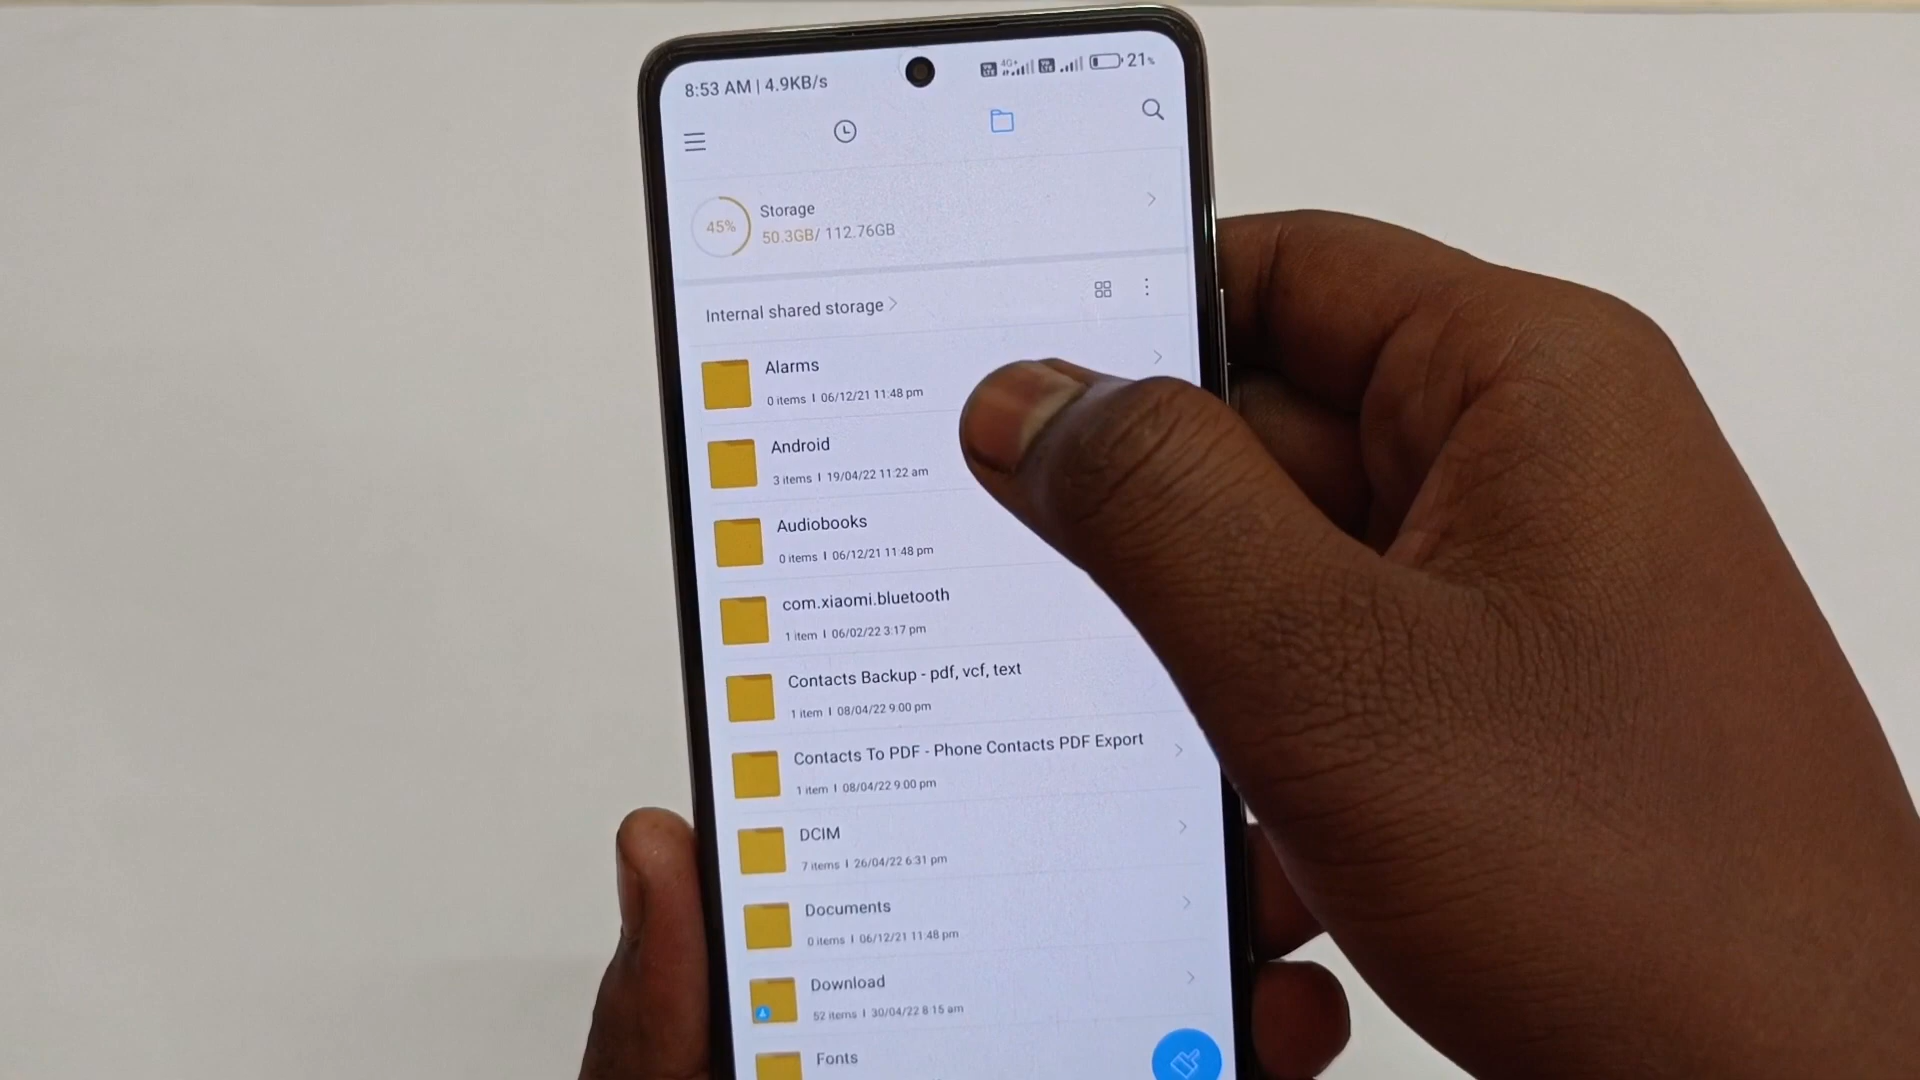 8:53 AM | 4.9KB/s
4G+
21%
45%
Storage
50.3GB/ 112.76GB
Internal shared storage
Alarms
0 items | 06/12/21 11:48 pm
Android
3 items | 19/04/22 11:22 am
Audiobooks
0 items | 06/12/21 11:48 pm
com.xiaomi.bluetooth
1 item | 06/02/22 3:17 pm
Contacts Backup - pdf, vcf, text
1 item | 08/04/22 9:00 pm
Contacts To PDF - Phone Contacts PDF Export
1 item | 08/04/22 9:00 pm
DCIM
7 items | 26/04/22 6:31 pm
Documents
0 items | 06/12/21 11:48 pm
Download
52 items | 30/04/22 8:15 am
Fonts